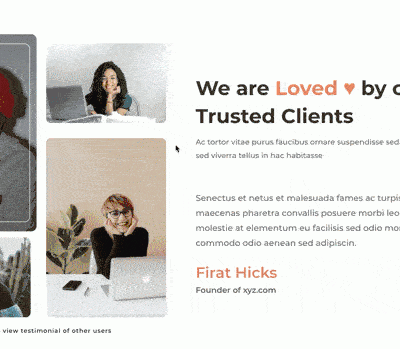 We are Loved ♥ by
Trusted Clients
Ac tortor vitae purus faucibus ornare suspendisse sed
sed viverra tellus in hac habitasse
Senectus et netus et malesuada fames ac turpis
maecenas pharetra convallis posuere morbi leo
molestie at elementum eu facilisis sed odio mor
commodo odio aenean sed adipiscing.
Firat Hicks
Founder of xyz.com
view testimonial of other users